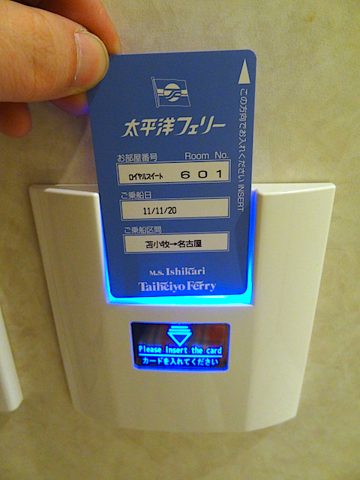 太平洋フェリー
お部屋番号 Room No.
ロイヤルスイート 601
ご乗船日
11/11/20
ご乗船区間
苫小牧→名古屋
M.S. Ishikari
Taiheiyo Ferry
この方向でお入れください INSERT
Please insert the card
カードを入れてください